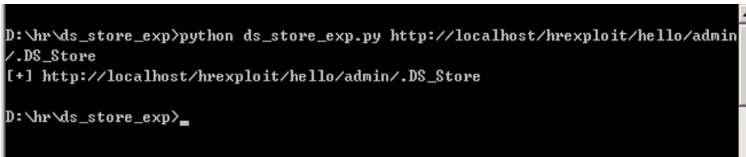 D:\hr\ds_store_exp>python ds_store_exp.py http://localhost/hrexploit/hello/admin
/.DS_Store
[+] http://localhost/hrexploit/hello/admin/.DS_Store
D:\hr\ds_store_exp>_